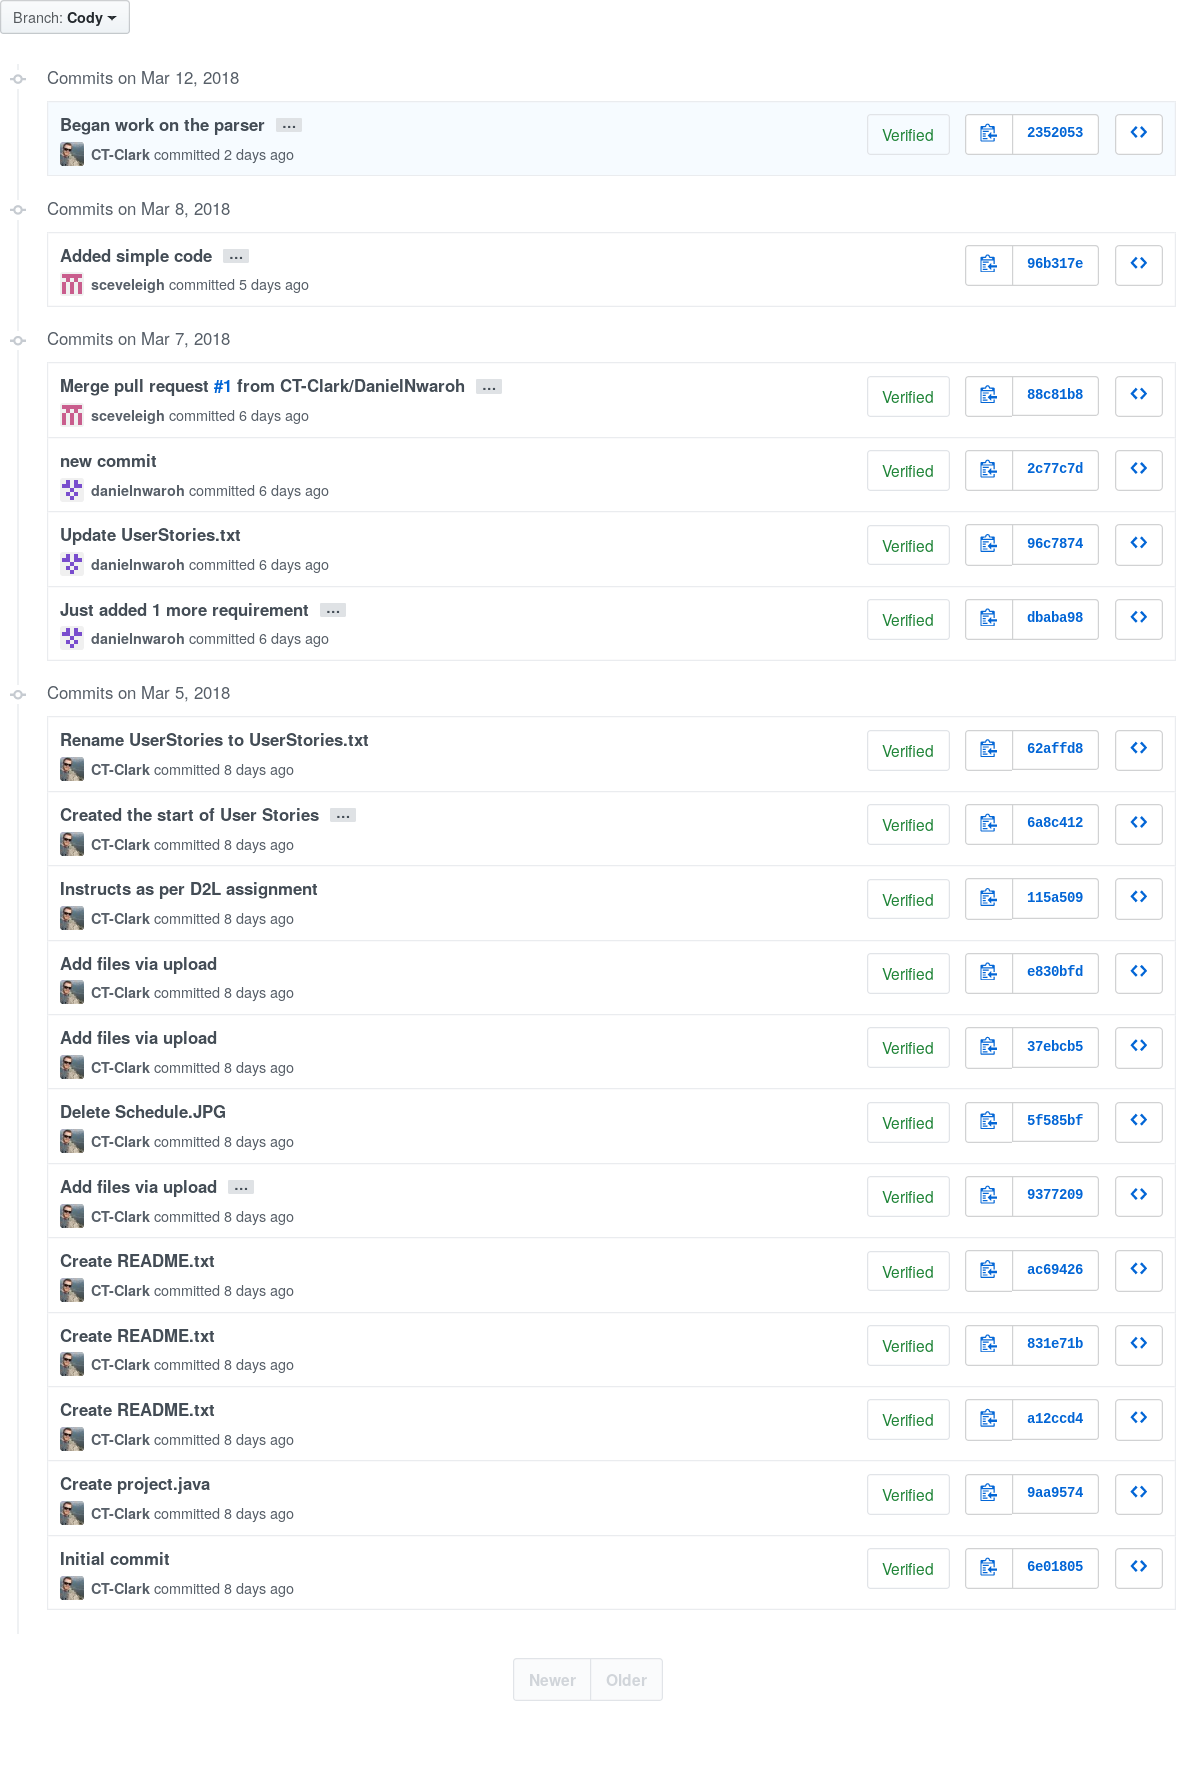 Branch: Cody
Commits on Mar 12, 2018
Began work on the parser ...
Verified
2352053
CT-Clark committed 2 days ago
Commits on Mar 8, 2018
Added simple code ...
96b317e
sceveleigh committed 5 days ago
Commits on Mar 7, 2018
Merge pull request #1 from CT-Clark/DanielNwaroh ...
Verified
88c81b8
sceveleigh committed 6 days ago
new commit
Verified
2c77c7d
danielnwaroh committed 6 days ago
Update UserStories.txt
Verified
96c7874
danielnwaroh committed 6 days ago
Just added 1 more requirement ...
Verified
dbaba98
danielnwaroh committed 6 days ago
Commits on Mar 5, 2018
Rename UserStories to UserStories.txt
Verified
62affd8
CT-Clark committed 8 days ago
Created the start of User Stories ...
Verified
6a8c412
CT-Clark committed 8 days ago
Instructs as per D2L assignment
Verified
115a509
CT-Clark committed 8 days ago
Add files via upload
Verified
e830bfd
CT-Clark committed 8 days ago
Add files via upload
Verified
37ebcb5
CT-Clark committed 8 days ago
Delete Schedule.JPG
Verified
5f585bf
CT-Clark committed 8 days ago
Add files via upload ...
Verified
9377209
CT-Clark committed 8 days ago
Create README.txt
Verified
ac69426
CT-Clark committed 8 days ago
Create README.txt
Verified
831e71b
CT-Clark committed 8 days ago
Create README.txt
Verified
a12ccd4
CT-Clark committed 8 days ago
Create project.java
Verified
9aa9574
CT-Clark committed 8 days ago
Initial commit
Verified
6e01805
CT-Clark committed 8 days ago
Newer Older